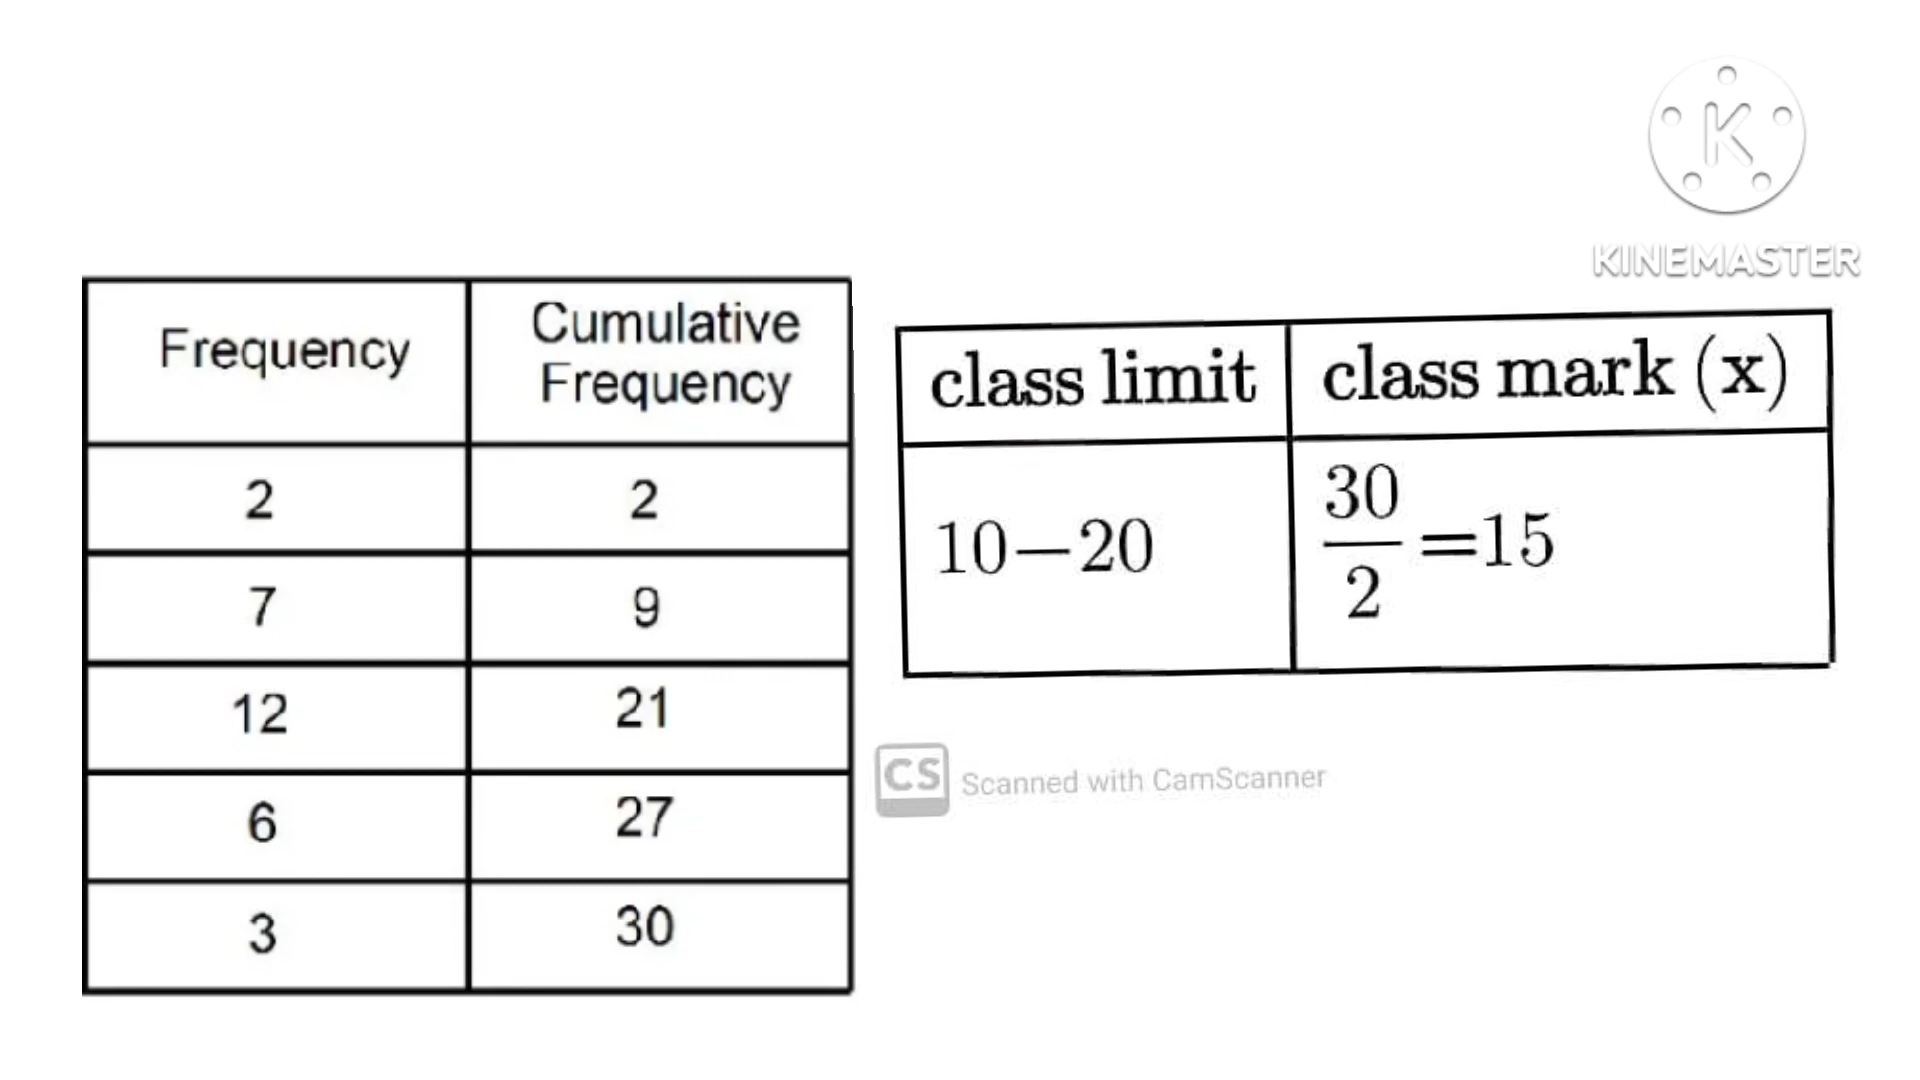 K
KINEMASTER
Frequency | Cumulative Frequency
2 | 2
7 | 9
12 | 21
6 | 27
3 | 30
class limit | class mark (x)
10–20 | 30/2 =15
CS Scanned with CamScanner